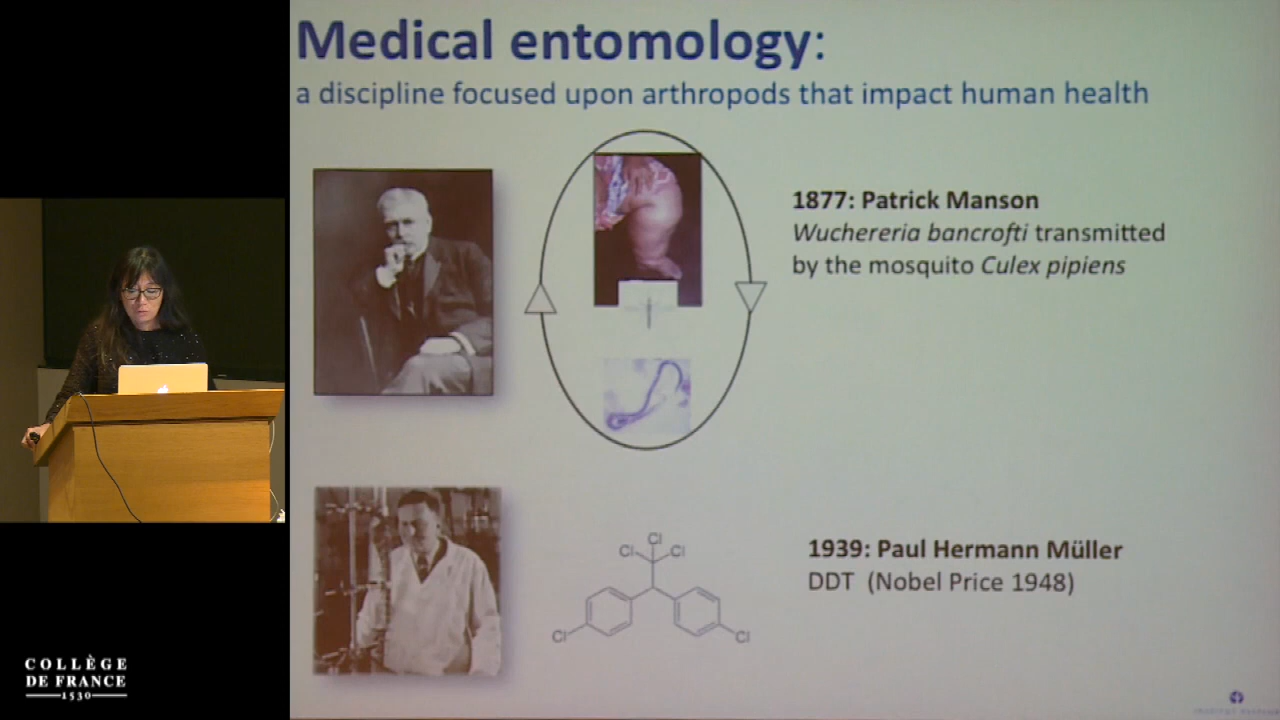 Medical entomology:
a discipline focused upon arthropods that impact human health
1877: Patrick Manson
Wuchereria bancrofti transmitted
by the mosquito Culex pipiens
1939: Paul Hermann Müller
DDT (Nobel Price 1948)
Cl
Cl
Cl
Cl
Cl
COLLÈGE
DE FRANCE
1530